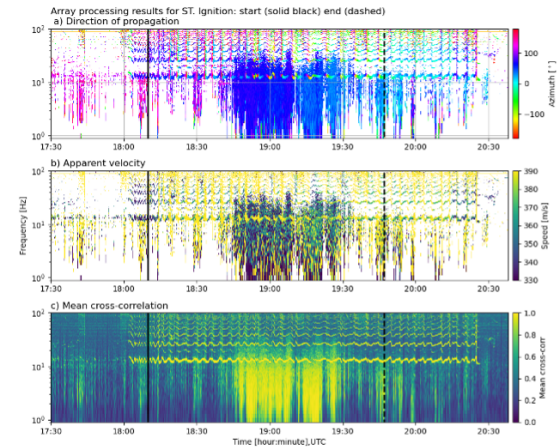 Array processing results for ST. Ignition: start (solid black) end (dashed)
a) Direction of propagation
10²
10¹
10⁰
17:30 18:00 18:30 19:00 19:30 20:00 20:30
100
0
−100
Azimuth [°]
b) Apparent velocity
10²
10¹
10⁰
Frequency [Hz]
17:30 18:00 18:30 19:00 19:30 20:00 20:30
390
380
370
360
350
340
330
Speed [m/s]
c) Mean cross-correlation
10²
10¹
10⁰
17:30 18:00 18:30 19:00 19:30 20:00 20:30
Time [hour:minute],UTC
1.0
0.8
0.6
0.4
0.2
0.0
Mean cross-corr